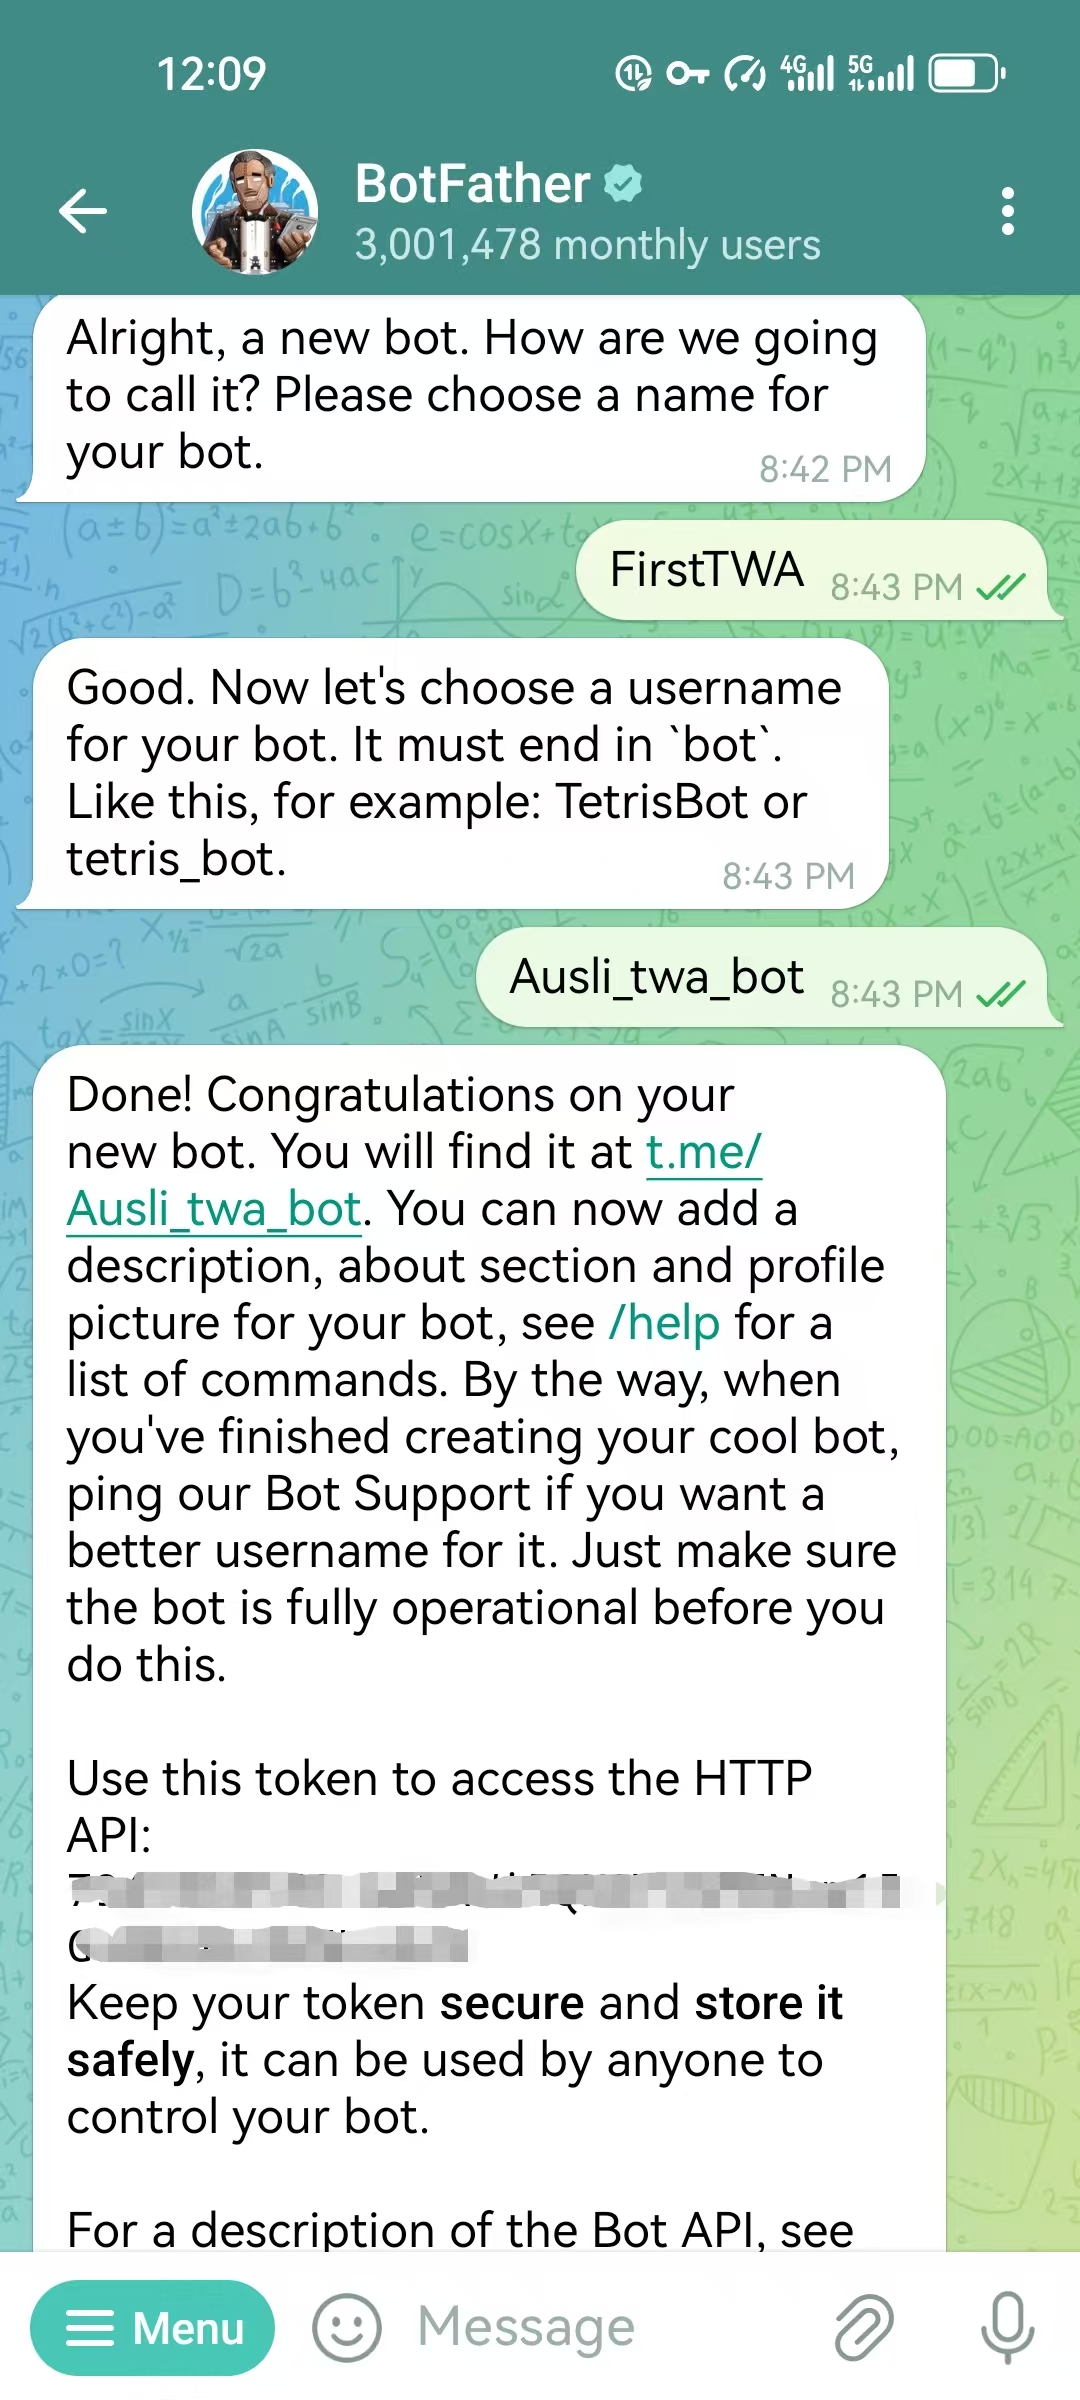 12:09
4G 5G
BotFather
3,001,478 monthly users
Alright, a new bot. How are we going
to call it? Please choose a name for
your bot.
8:42 PM
FirstTWA 8:43 PM
Good. Now let's choose a username
for your bot. It must end in `bot`.
Like this, for example: TetrisBot or
tetris_bot.
8:43 PM
Ausli_twa_bot 8:43 PM
Done! Congratulations on your
new bot. You will find it at t.me/
Ausli_twa_bot. You can now add a
description, about section and profile
picture for your bot, see /help for a
list of commands. By the way, when
you've finished creating your cool bot,
ping our Bot Support if you want a
better username for it. Just make sure
the bot is fully operational before you
do this.
Use this token to access the HTTP
API:
Keep your token secure and store it
safely, it can be used by anyone to
control your bot.
For a description of the Bot API, see
Menu
Message